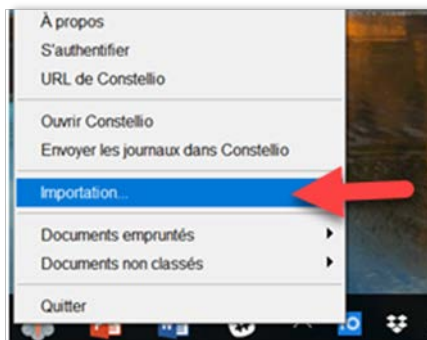 À propos
S'authentifier
URL de Constellio
Ouvrir Constellio
Envoyer les journaux dans Constellio
Importation...
Documents empruntés
Documents non classés
Quitter